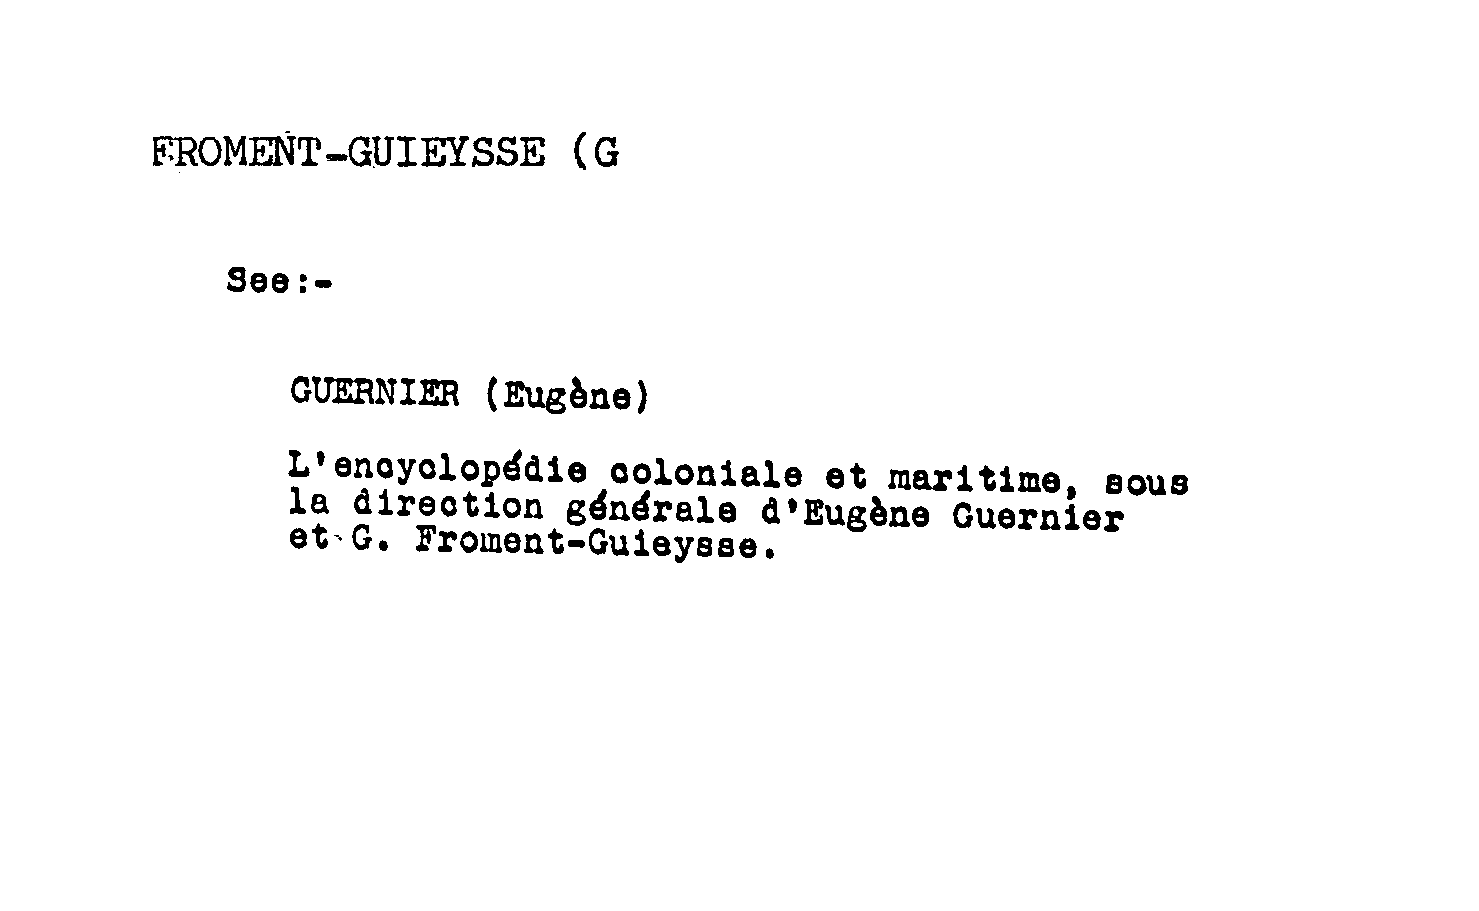 FROMENT-GUIEYSSE (G
See:-
GUERNIER (Eugène)
L'encyclopédie coloniale et maritime, sous
la direction générale d'Eugène Guernier
et G. Froment-Guieysse.